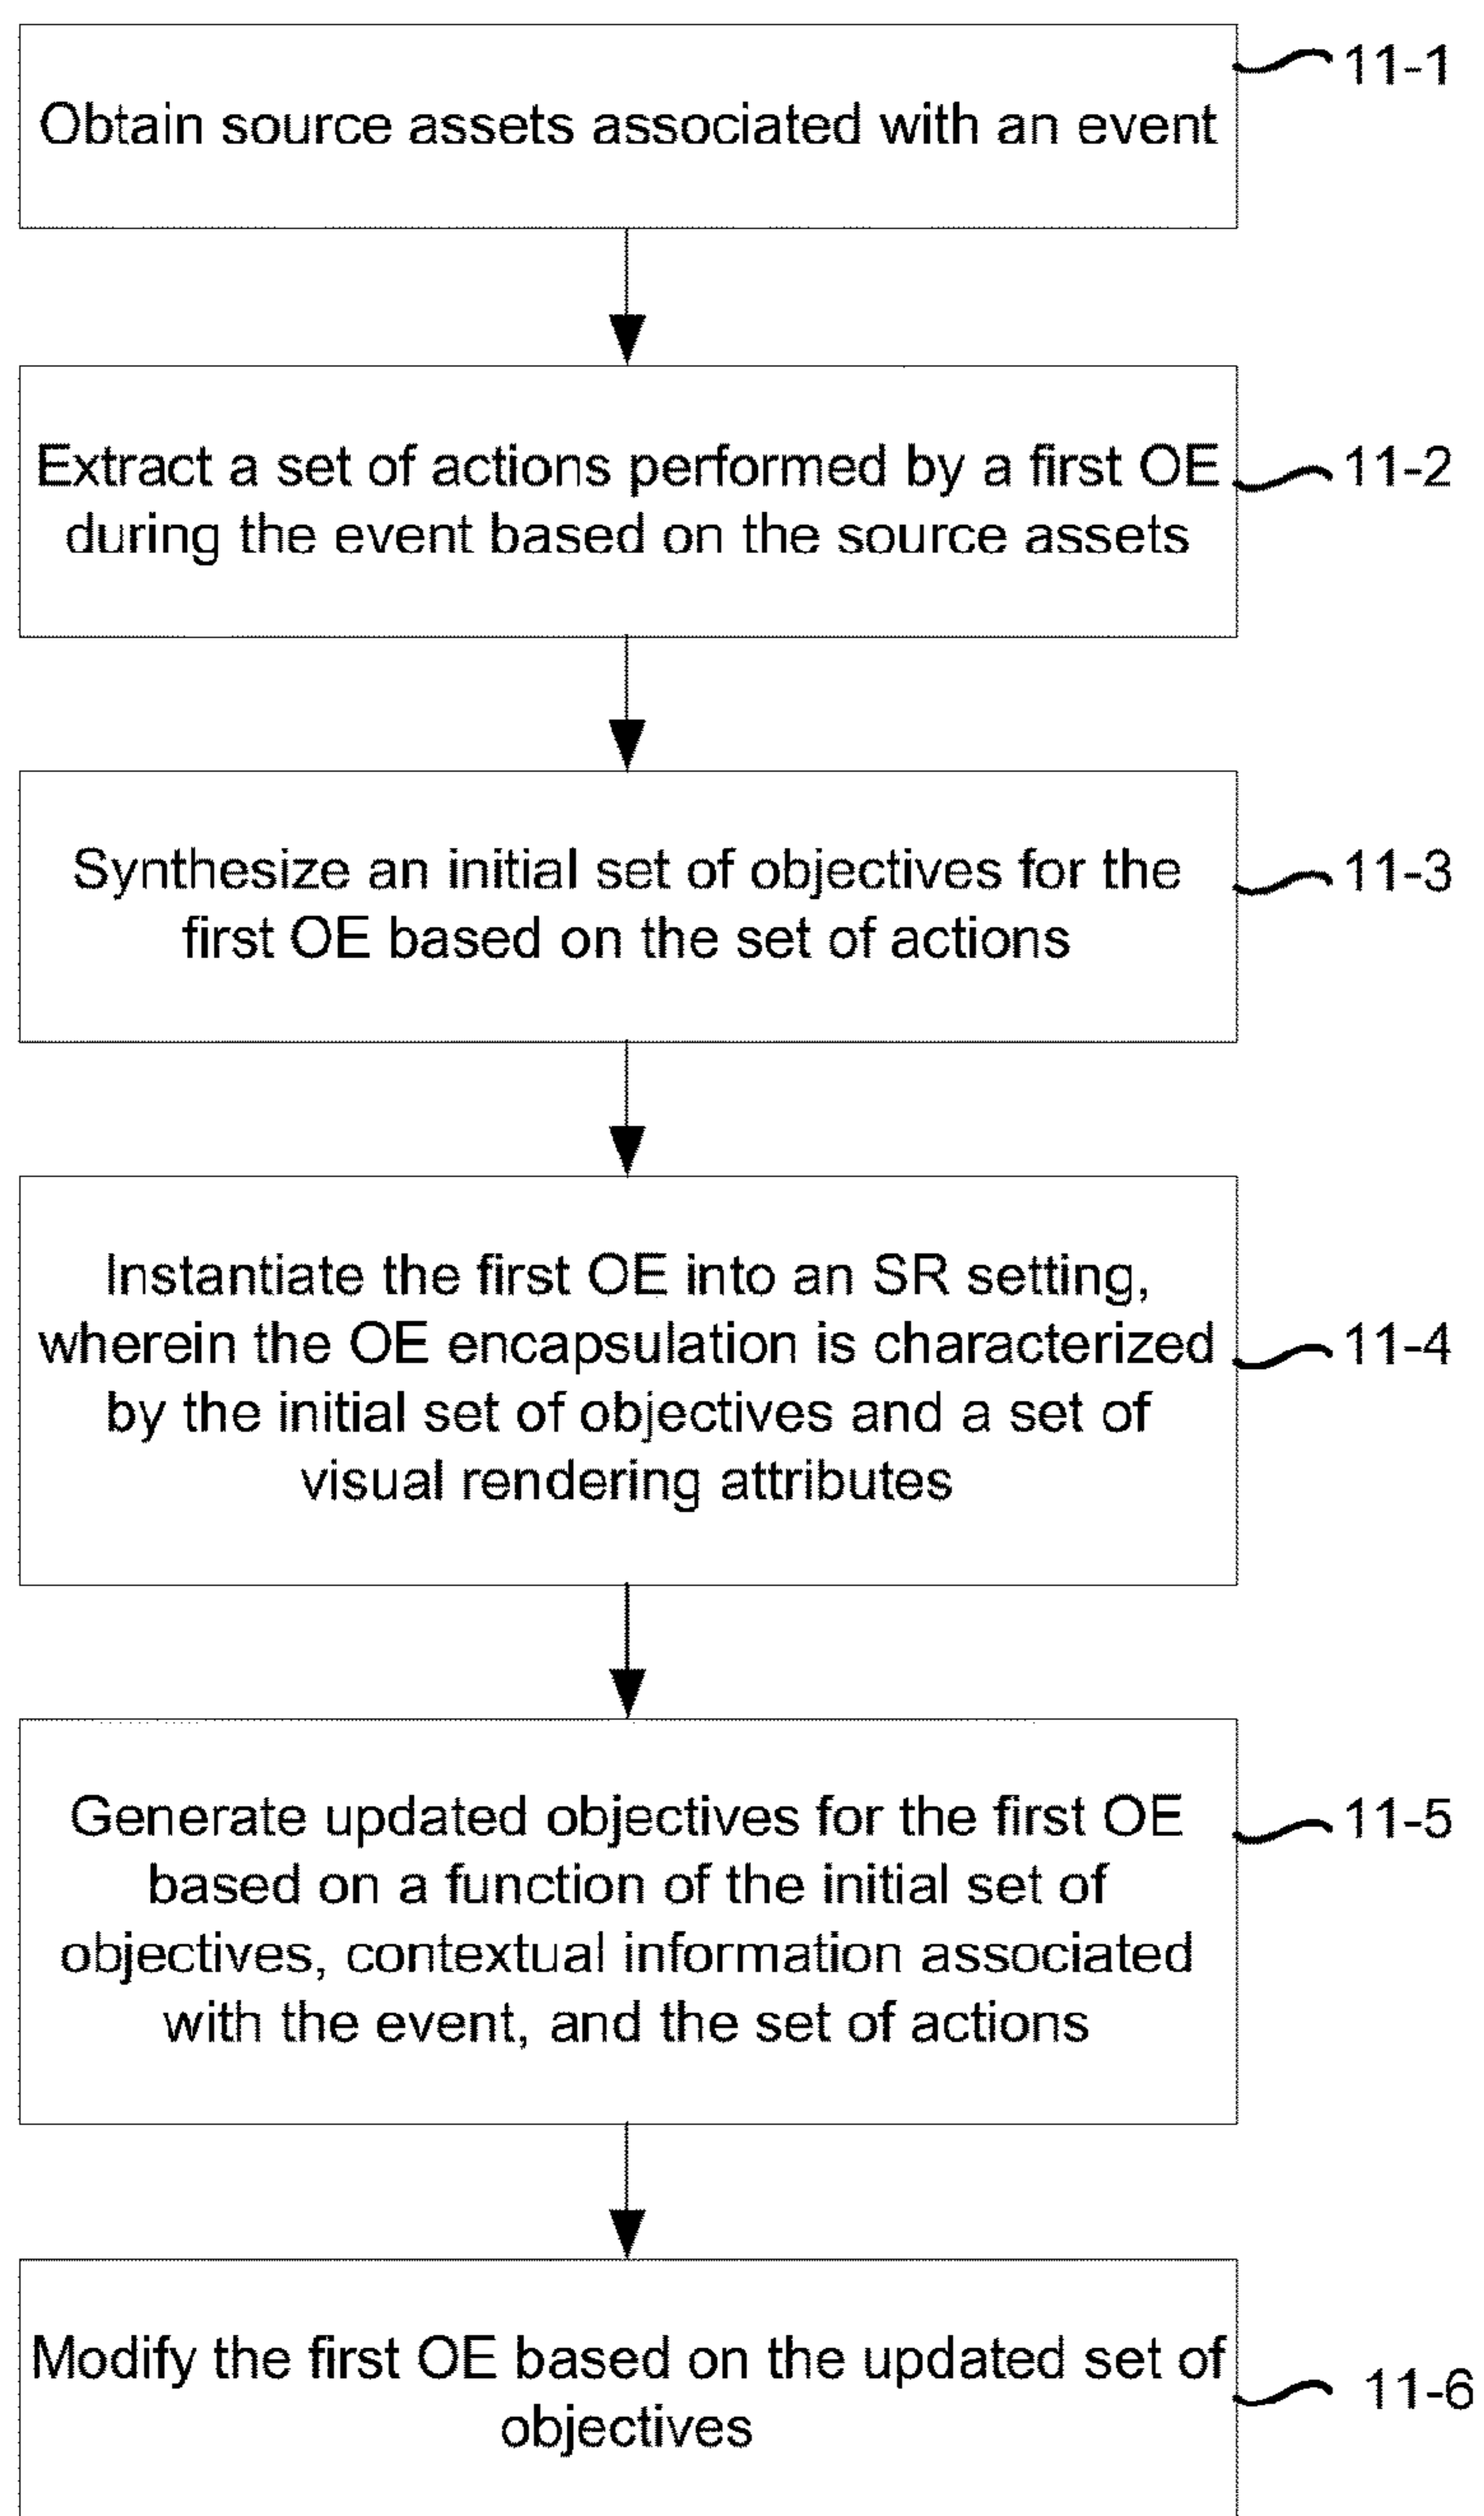 Obtain source assets associated with an event
11-1
Extract a set of actions performed by a first OE
during the event based on the source assets
11-2
Synthesize an initial set of objectives for the
first OE based on the set of actions
11-3
Instantiate the first OE into an SR setting,
wherein the OE encapsulation is characterized
by the initial set of objectives and a set of
visual rendering attributes
11-4
Generate updated objectives for the first OE
based on a function of the initial set of
objectives, contextual information associated
with the event, and the set of actions
11-5
Modify the first OE based on the updated set of
objectives
11-6